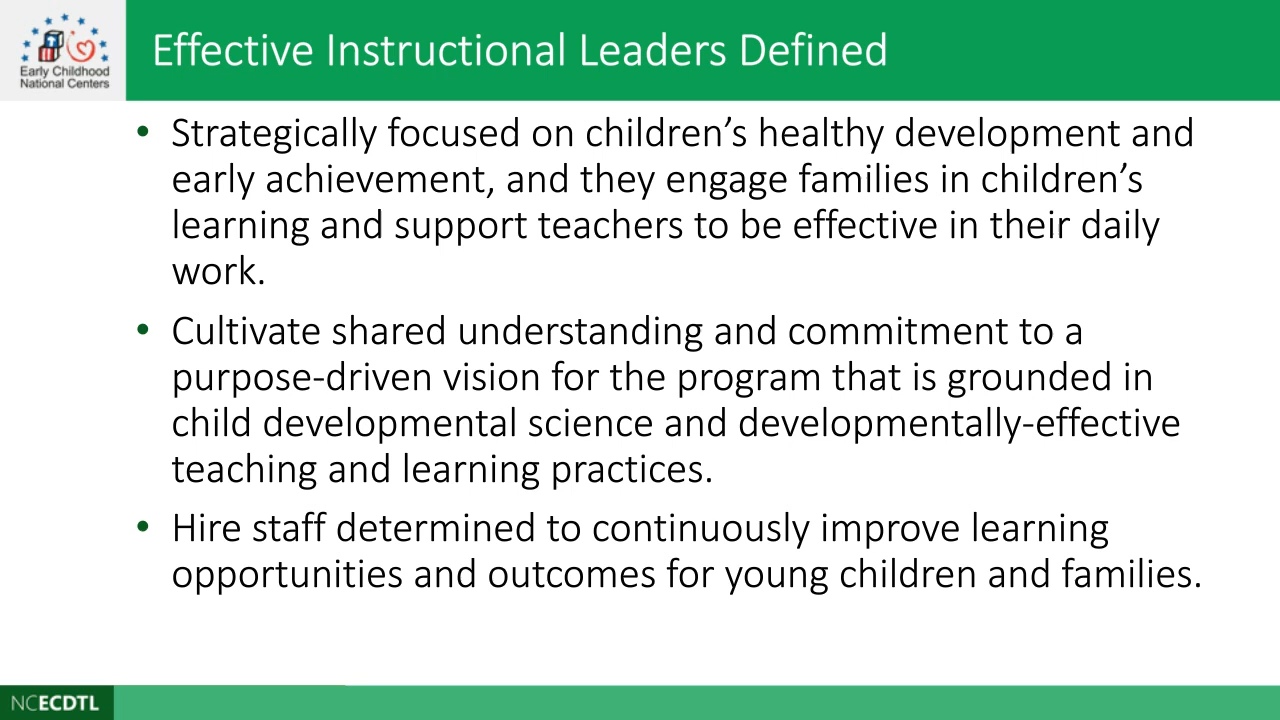 Early Childhood
National Centers
Effective Instructional Leaders Defined
• Strategically focused on children’s healthy development and
early achievement, and they engage families in children’s
learning and support teachers to be effective in their daily
work.
• Cultivate shared understanding and commitment to a
purpose-driven vision for the program that is grounded in
child developmental science and developmentally-effective
teaching and learning practices.
• Hire staff determined to continuously improve learning
opportunities and outcomes for young children and families.
NCECDTL